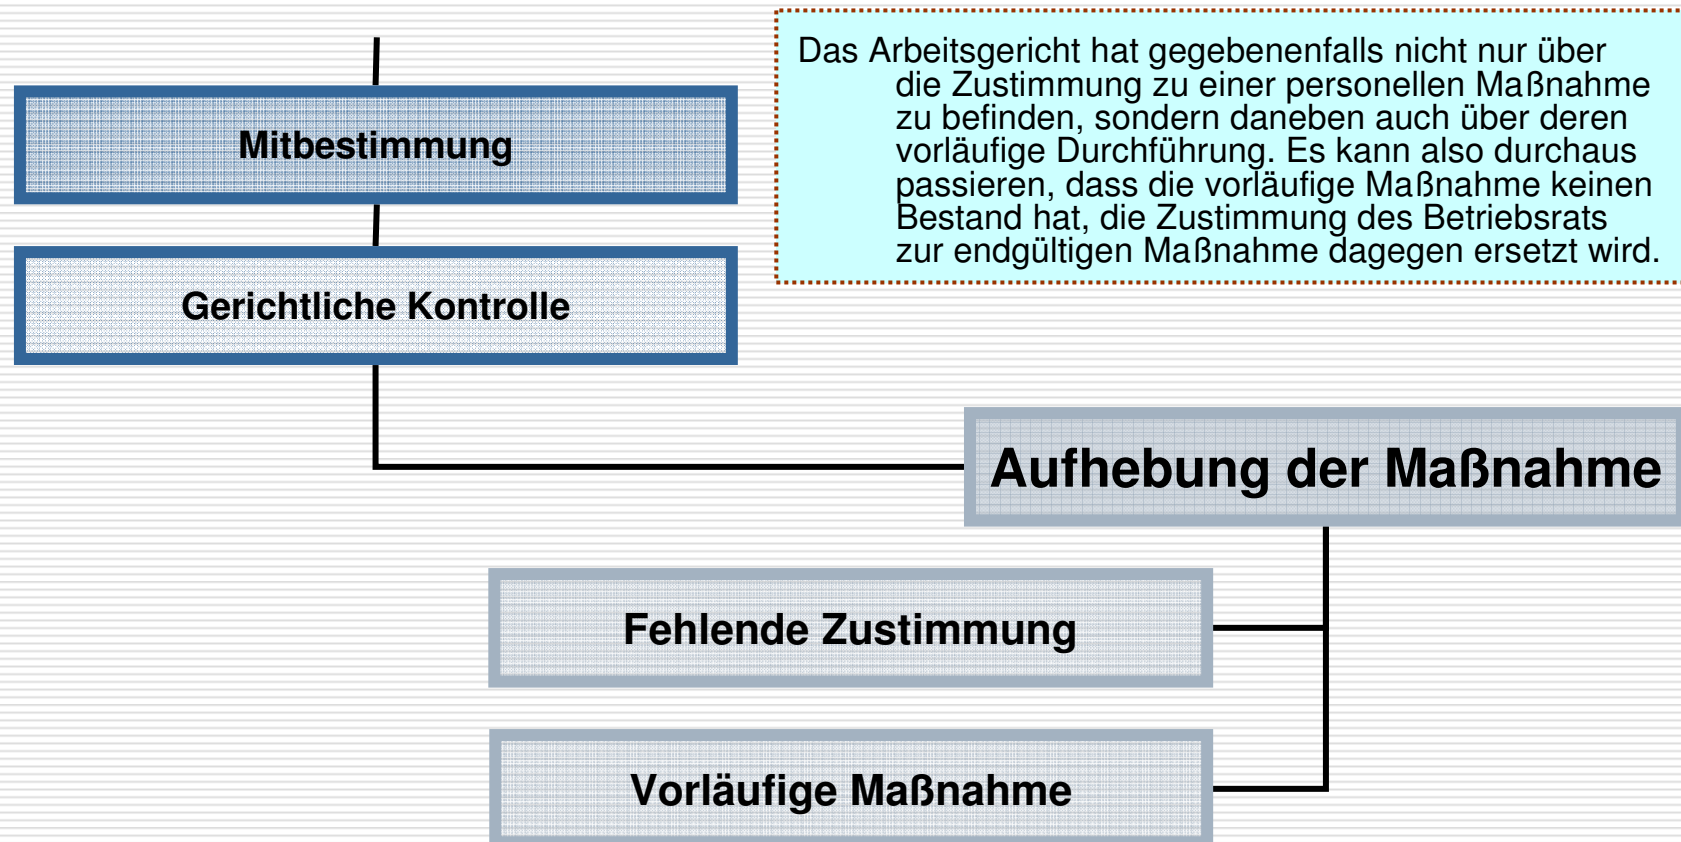 Das Arbeitsgericht hat gegebenenfalls nicht nur über
die Zustimmung zu einer personellen Maßnahme
zu befinden, sondern daneben auch über deren
vorläufige Durchführung. Es kann also durchaus
passieren, dass die vorläufige Maßnahme keinen
Bestand hat, die Zustimmung des Betriebsrats
zur endgültigen Maßnahme dagegen ersetzt wird.
Mitbestimmung
Gerichtliche Kontrolle
Aufhebung der Maßnahme
Fehlende Zustimmung
Vorläufige Maßnahme